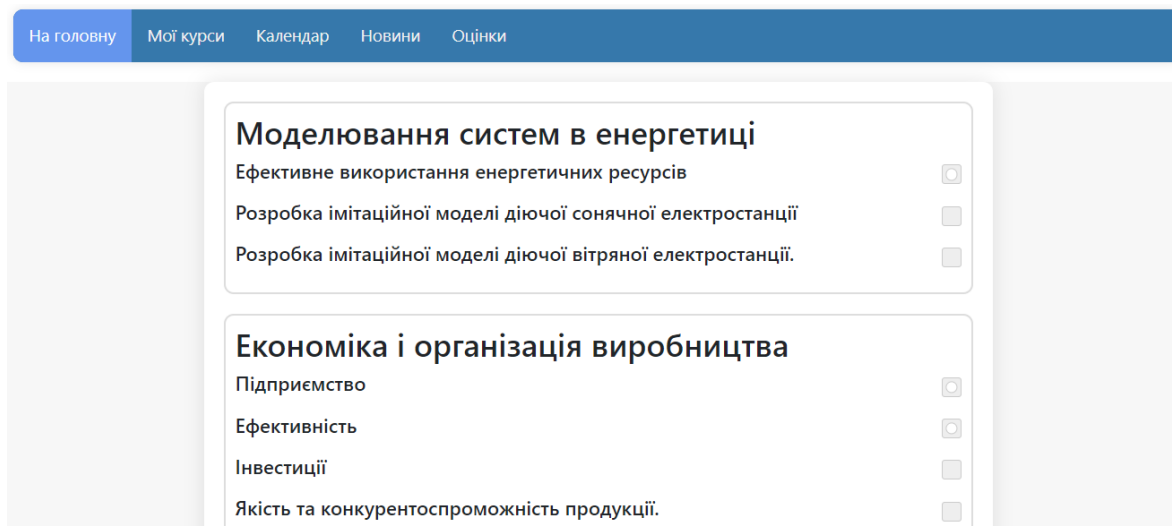 На головну Мої курси Календар Новини Оцінки
Моделювання систем в енергетиці
Ефективне використання енергетичних ресурсів
Розробка імітаційної моделі діючої сонячної електростанції
Розробка імітаційної моделі діючої вітряної електростанції.
Економіка і організація виробництва
Підприємство
Ефективність
Інвестиції
Якість та конкурентоспроможність продукції.